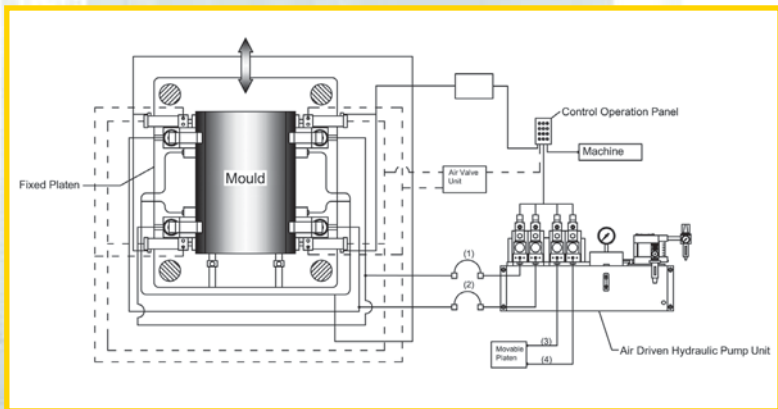 Control Operation Panel
Machine
Fixed Platen
Mould
Air Valve
Unit
(1)
(2)
(3)
(4)
Movable
Platen
Air Driven Hydraulic Pump Unit